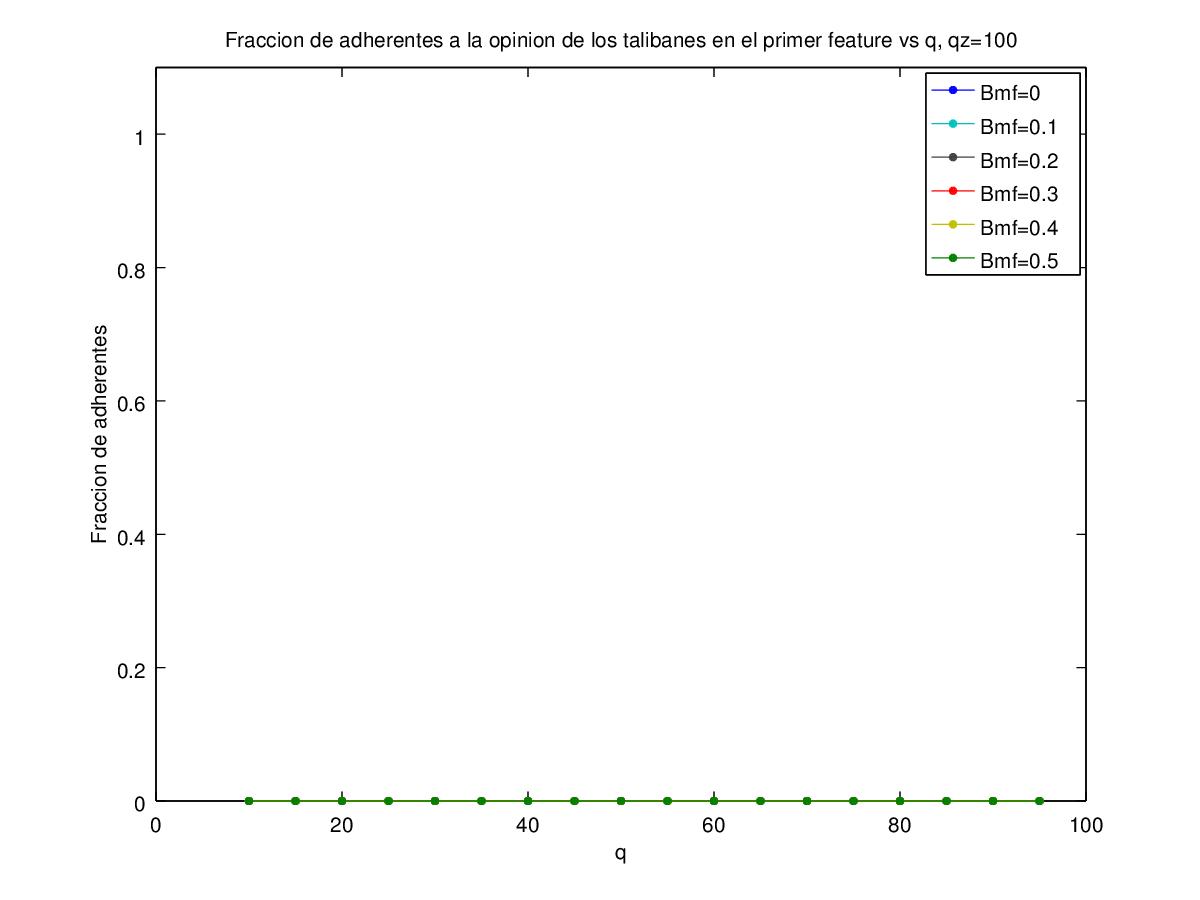 Fraccion de adherentes a la opinion de los talibanes en el primer feature vs q, qz=100
Bmf=0
Bmf=0.1
Bmf=0.2
Bmf=0.3
Bmf=0.4
Bmf=0.5
1
0.8
0.6
0.4
0.2
0
Fraccion de adherentes
0 20 40 60 80 100
q